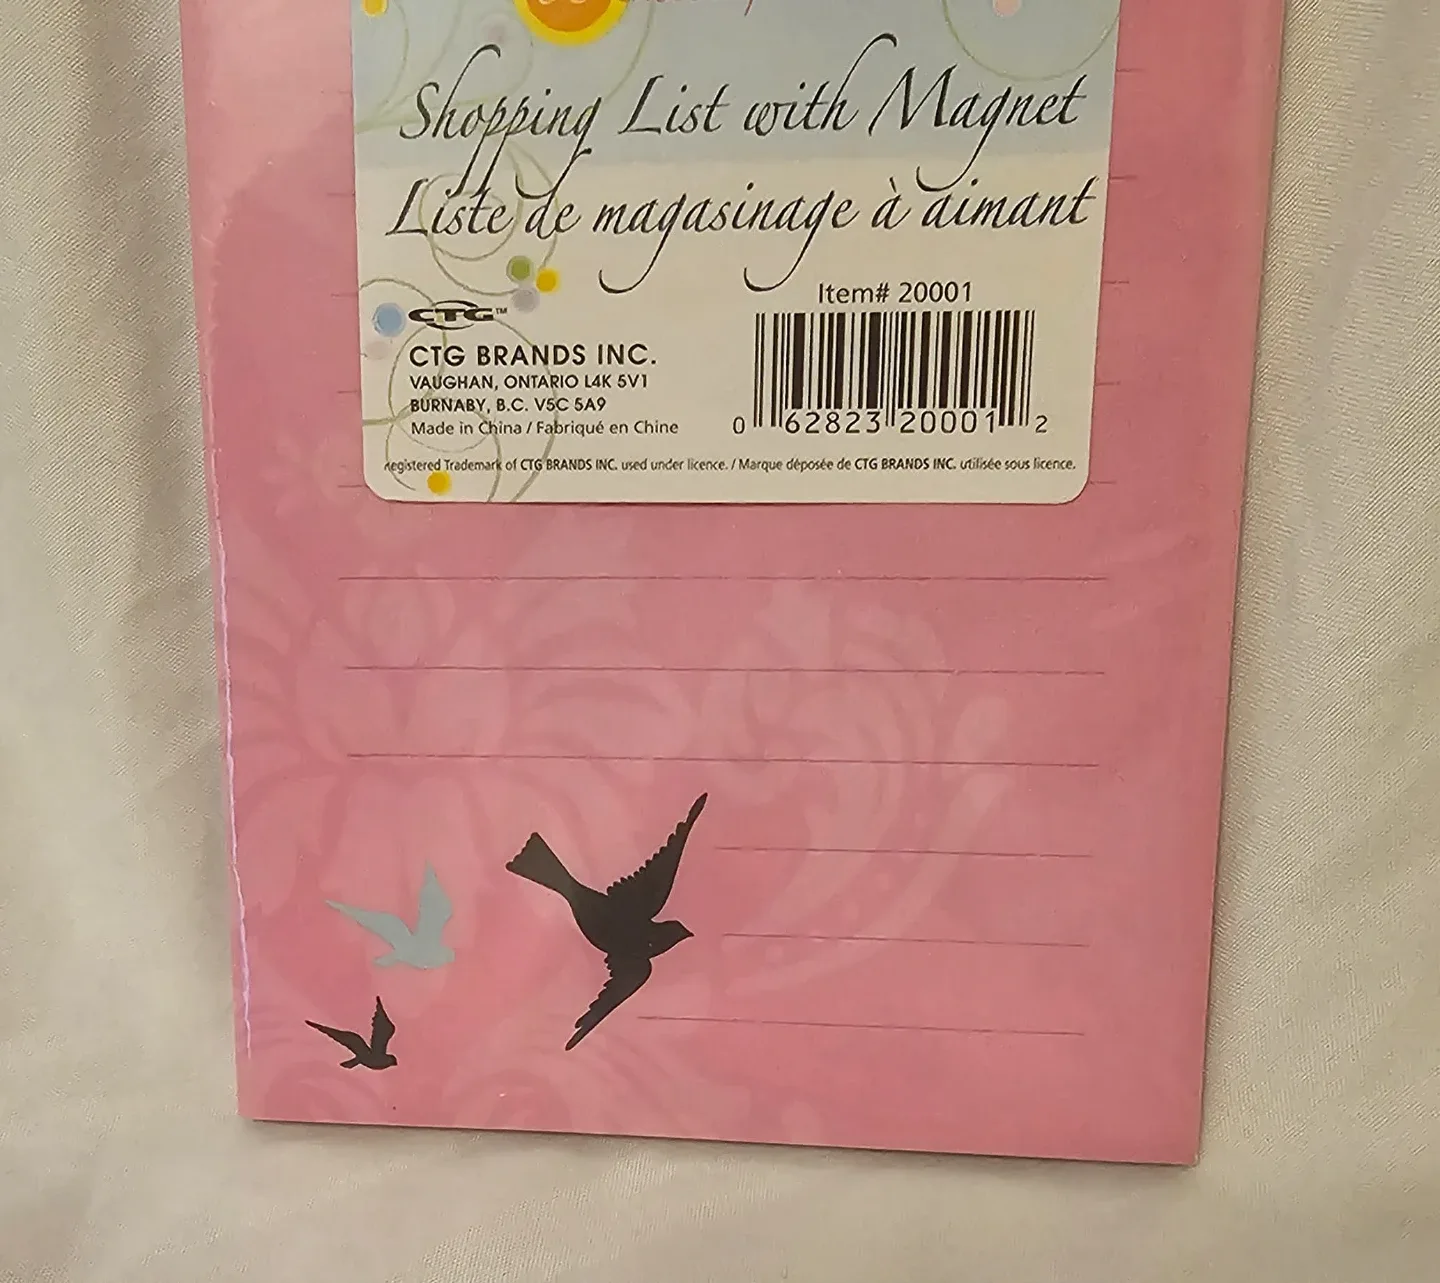 Shopping List with Magnet
Liste de magasinage à aimant
Item# 20001
CTG™
CTG BRANDS INC.
VAUGHAN, ONTARIO L4K 5V1
BURNABY, B.C. V5C 5A9
Made in China / Fabriqué en Chine
0 62823 20001 2
Registered Trademark of CTG BRANDS INC. used under licence. / Marque déposée de CTG BRANDS INC. utilisée sous licence.